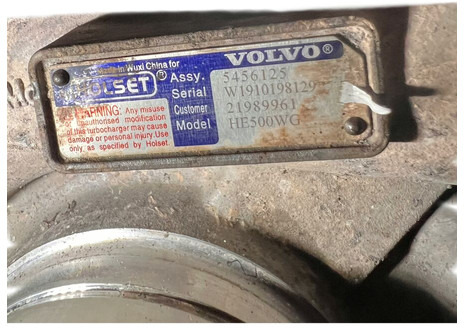 Made in Wuxi China for
HOLSET®
VOLVO®
Assy. 5456125
Serial W1910198129
Customer 21989961
Model HE500WG
WARNING: Any misuse
or unauthorised modification
of this turbocharger may cause
damage or personal injury. Use
only as specified by Holset